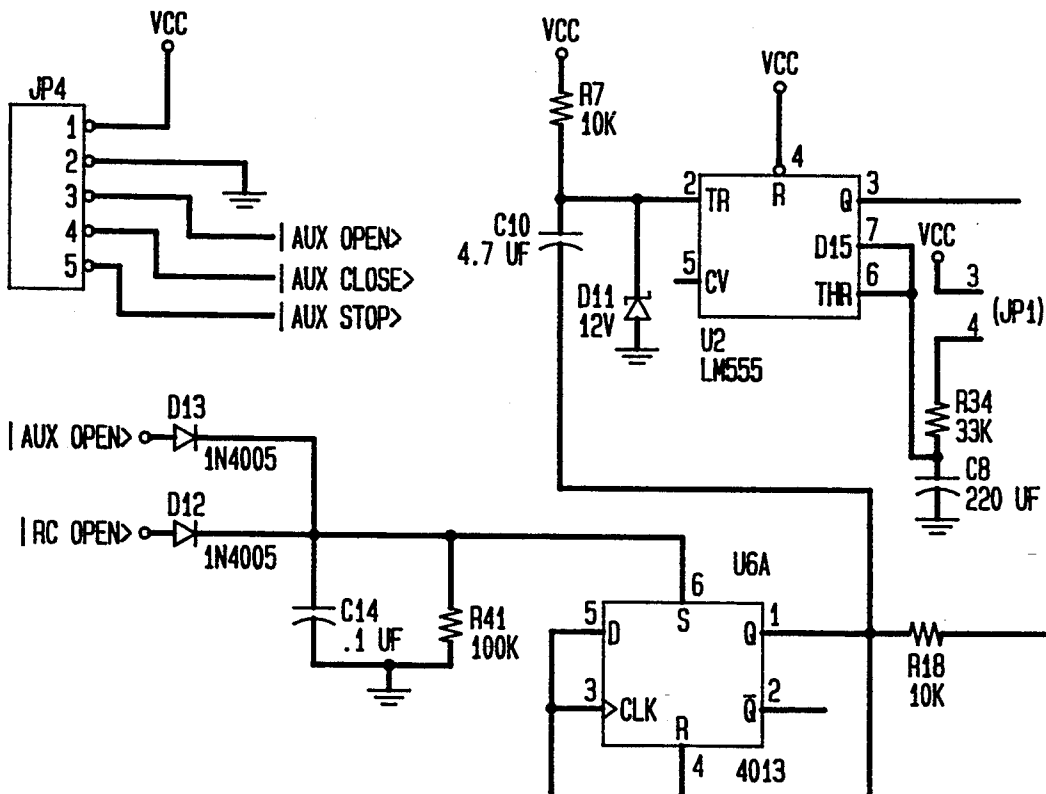 VCC
JP4
1
2
3
4
5
| AUX OPEN>
| AUX CLOSE>
| AUX STOP>
VCC
R7
10K
VCC
4
2
TR
R
Q
3
C10
4.7 UF
5
CV
D15
7
THR
6
VCC
3
(JP1)
4
D11
12V
U2
LM555
R34
33K
C8
220 UF
D13
| AUX OPEN>
1N4005
D12
| RC OPEN>
1N4005
C14
.1 UF
R41
100K
U6A
6
5
D
S
Q
1
R18
10K
3
CLK
Q̅
2
R
4
4013